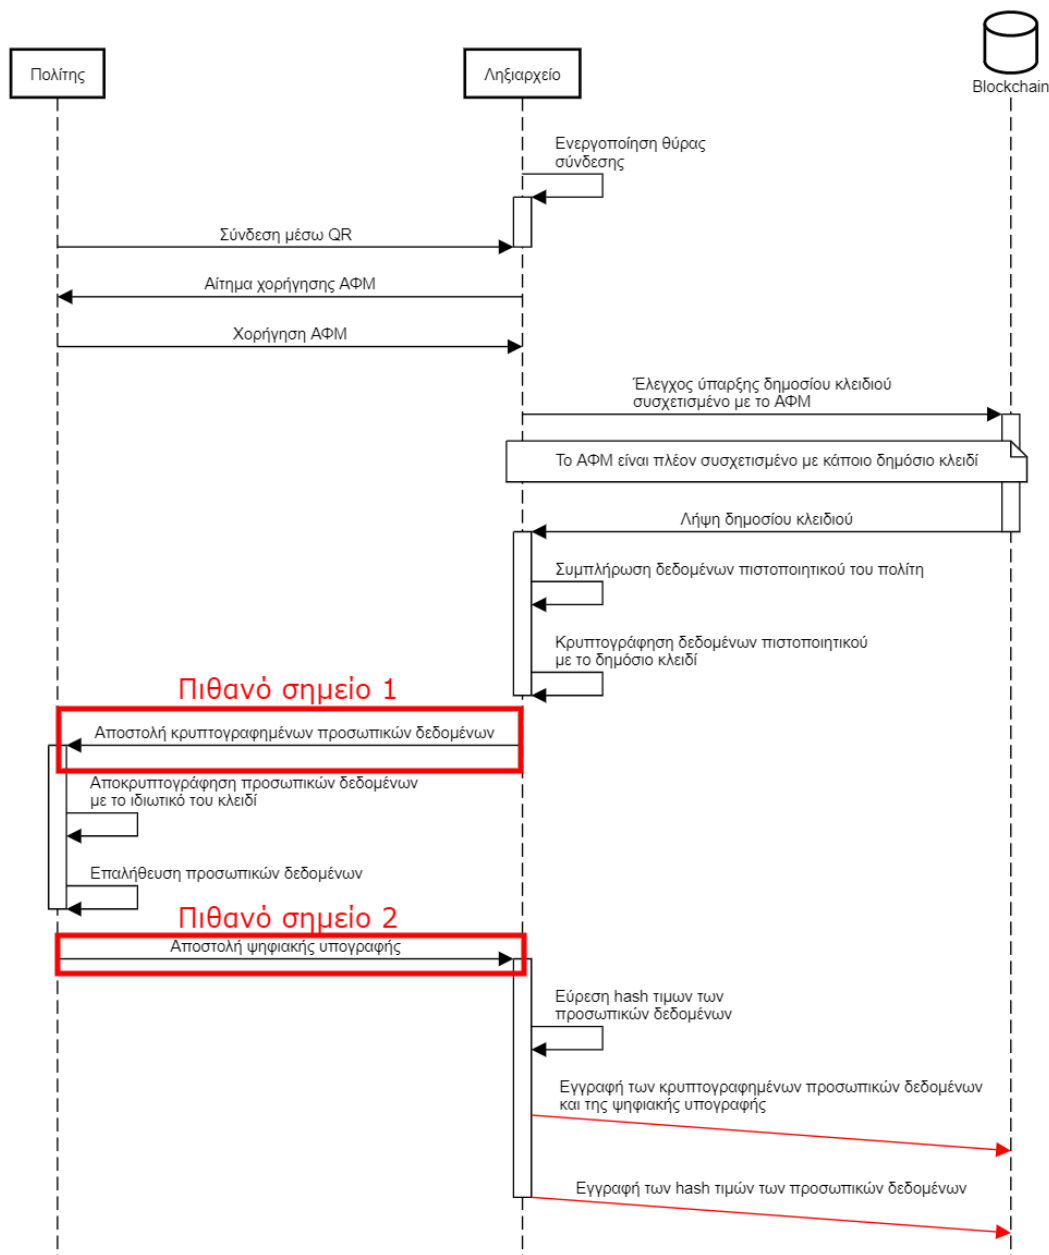 Πολίτης
Ληξιαρχείο
Blockchain
Ενεργοποίηση θύρας
σύνδεσης
Σύνδεση μέσω QR
Αίτημα χορήγησης ΑΦΜ
Χορήγηση ΑΦΜ
Έλεγχος ύπαρξης δημοσίου κλειδιού
συσχετισμένο με το ΑΦΜ
Το ΑΦΜ είναι πλέον συσχετισμένο με κάποιο δημόσιο κλειδί
Λήψη δημοσίου κλειδιού
Συμπλήρωση δεδομένων πιστοποιητικού του πολίτη
Κρυπτογράφηση δεδομένων πιστοποιητικού
με το δημόσιο κλειδί
Πιθανό σημείο 1
Αποστολή κρυπτογραφημένων προσωπικών δεδομένων
Αποκρυπτογράφηση προσωπικών δεδομένων
με το ιδιωτικό του κλειδί
Επαλήθευση προσωπικών δεδομένων
Πιθανό σημείο 2
Αποστολή ψηφιακής υπογραφής
Εύρεση hash τιμων των
προσωπικών δεδομένων
Εγγραφή των κρυπτογραφημένων προσωπικών δεδομένων
και της ψηφιακής υπογραφής
Εγγραφή των hash τιμών των προσωπικών δεδομένων